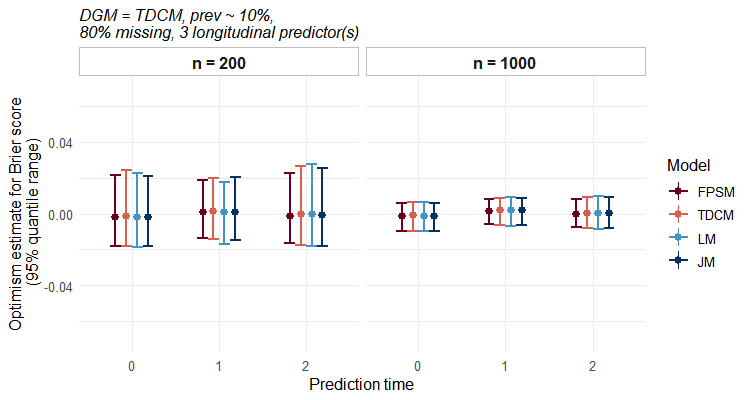 DGM = TDCM, prev ~ 10%,
80% missing, 3 longitudinal predictor(s)
n = 200
n = 1000
Optimism estimate for Brier score
(95% quantile range)
0.04
0.00
-0.04
0 1 2
0 1 2
Prediction time
Model
FPSM
TDCM
LM
JM